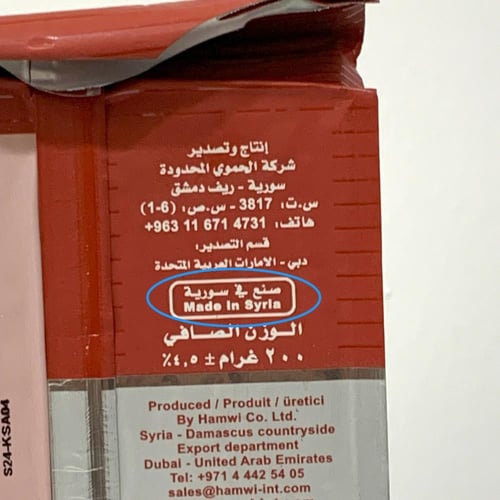 إنتاج وتصدير
شركة الحموي المحدودة
سورية - ريف دمشق
س.ت: 3817 - س.ص: (1-6)
هاتف: 4731 671 11 963+
قسم التصدير:
دبي - الامارات العربية المتحدة
صنع في سورية
Made in Syria
الوزن الصافي
٢٠٠ غرام ± ٤,٥٪
Produced / Produit / üretici
By Hamwi Co. Ltd.
Syria - Damascus countryside
Export department
Dubai - United Arab Emirates
Tel: +971 4 442 54 05
sales@hamwi-int.com
S24-KSA04